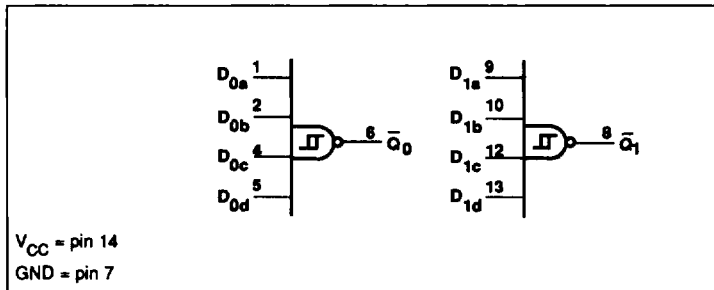 D0a 1
D0b 2
D0c 4
D0d 5
6 Q̅0
D1a 9
D1b 10
D1c 12
D1d 13
8 Q̅1
VCC = pin 14
GND = pin 7